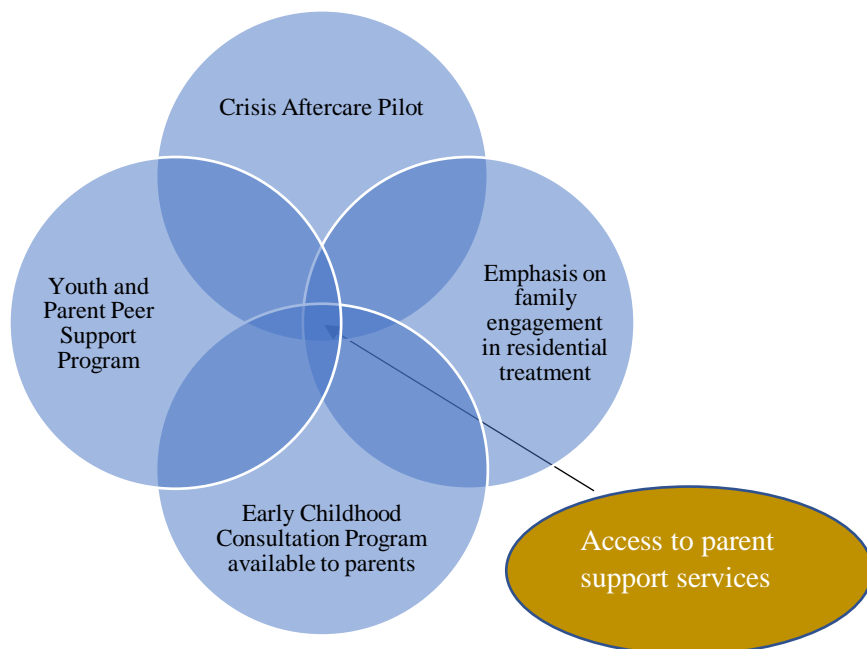 Crisis Aftercare Pilot
Youth and
Parent Peer
Support
Program
Emphasis on
family
engagement
in residential
treatment
Early Childhood
Consultation Program
available to parents
Access to parent
support services